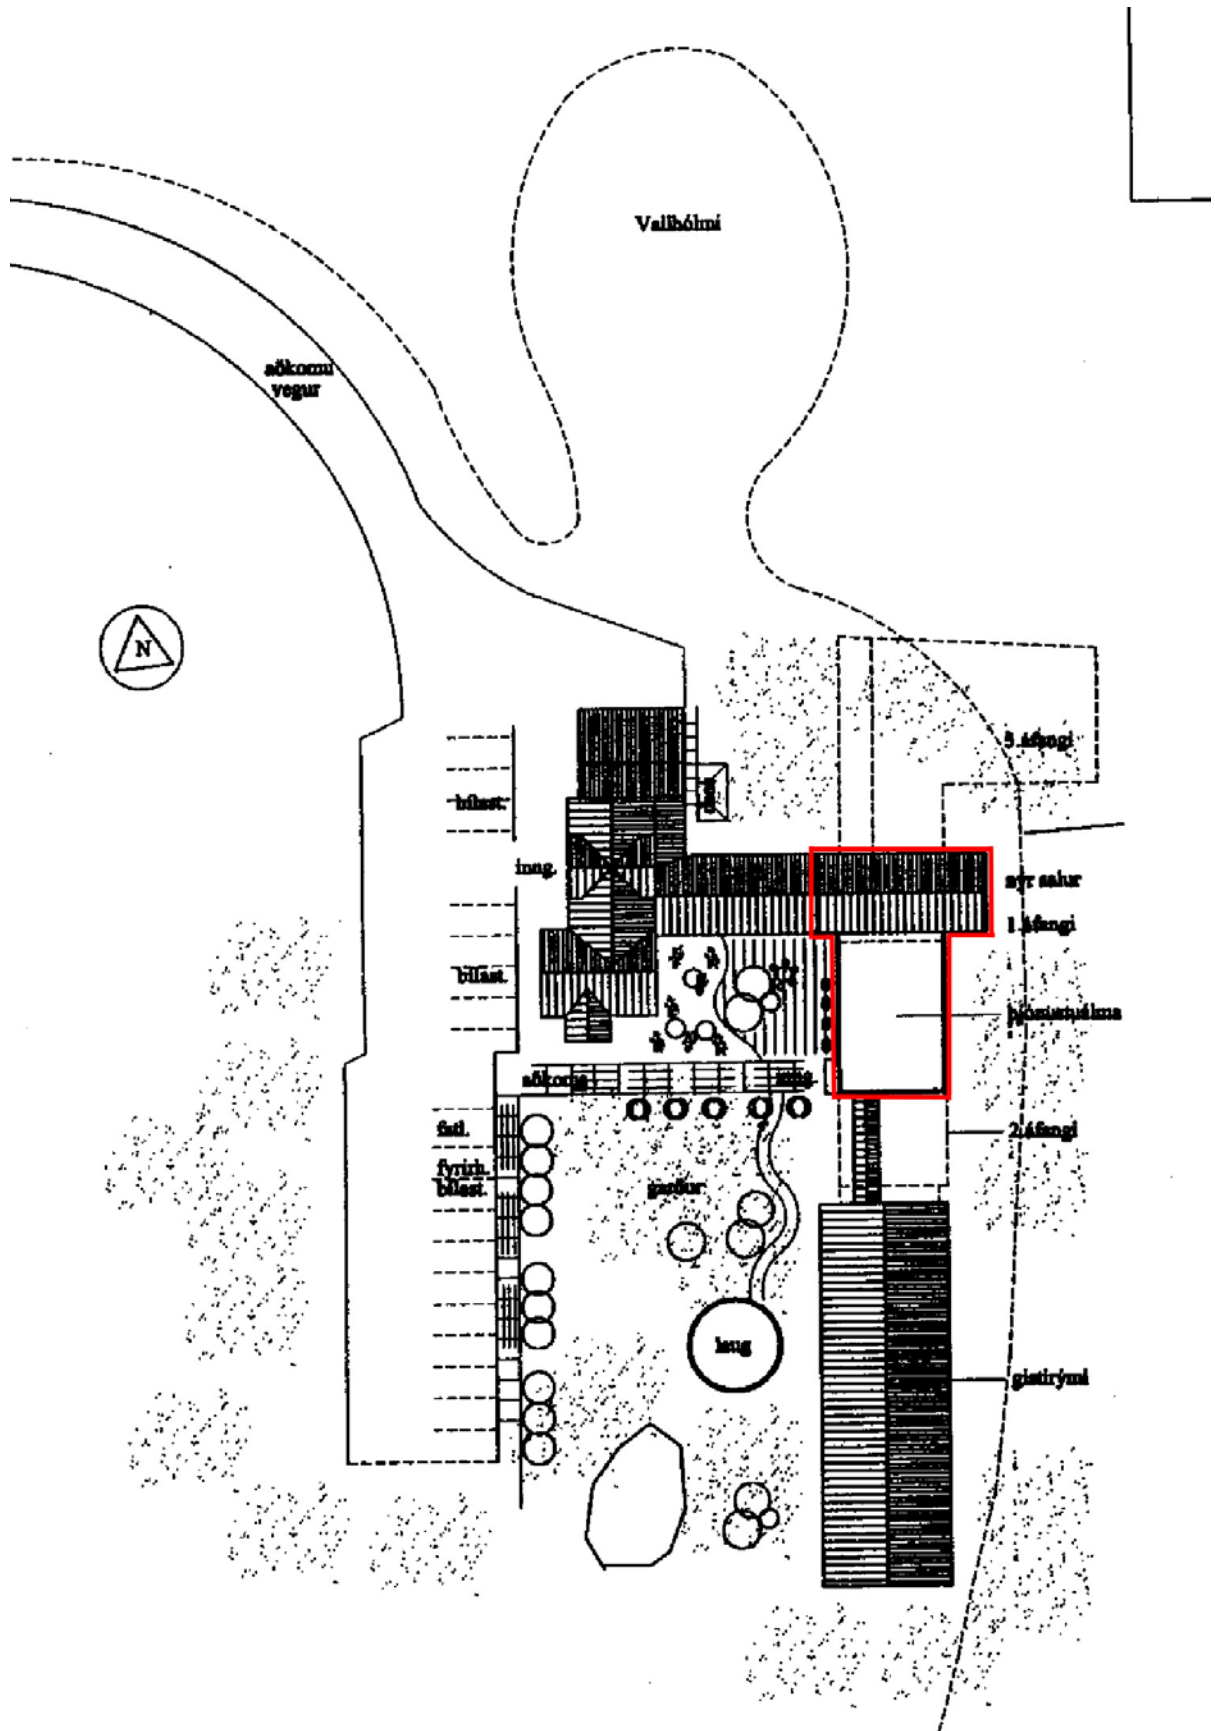 Vallhólmi
aðkomu
vegur
N
3.áfangi
bílast.
inng.
nýr salur
1.áfangi
bílast.
þjónustuálma
aðkoma
inng.
fatl.
2.áfangi
fyrirh.
bílast.
garður
laug
gistirými